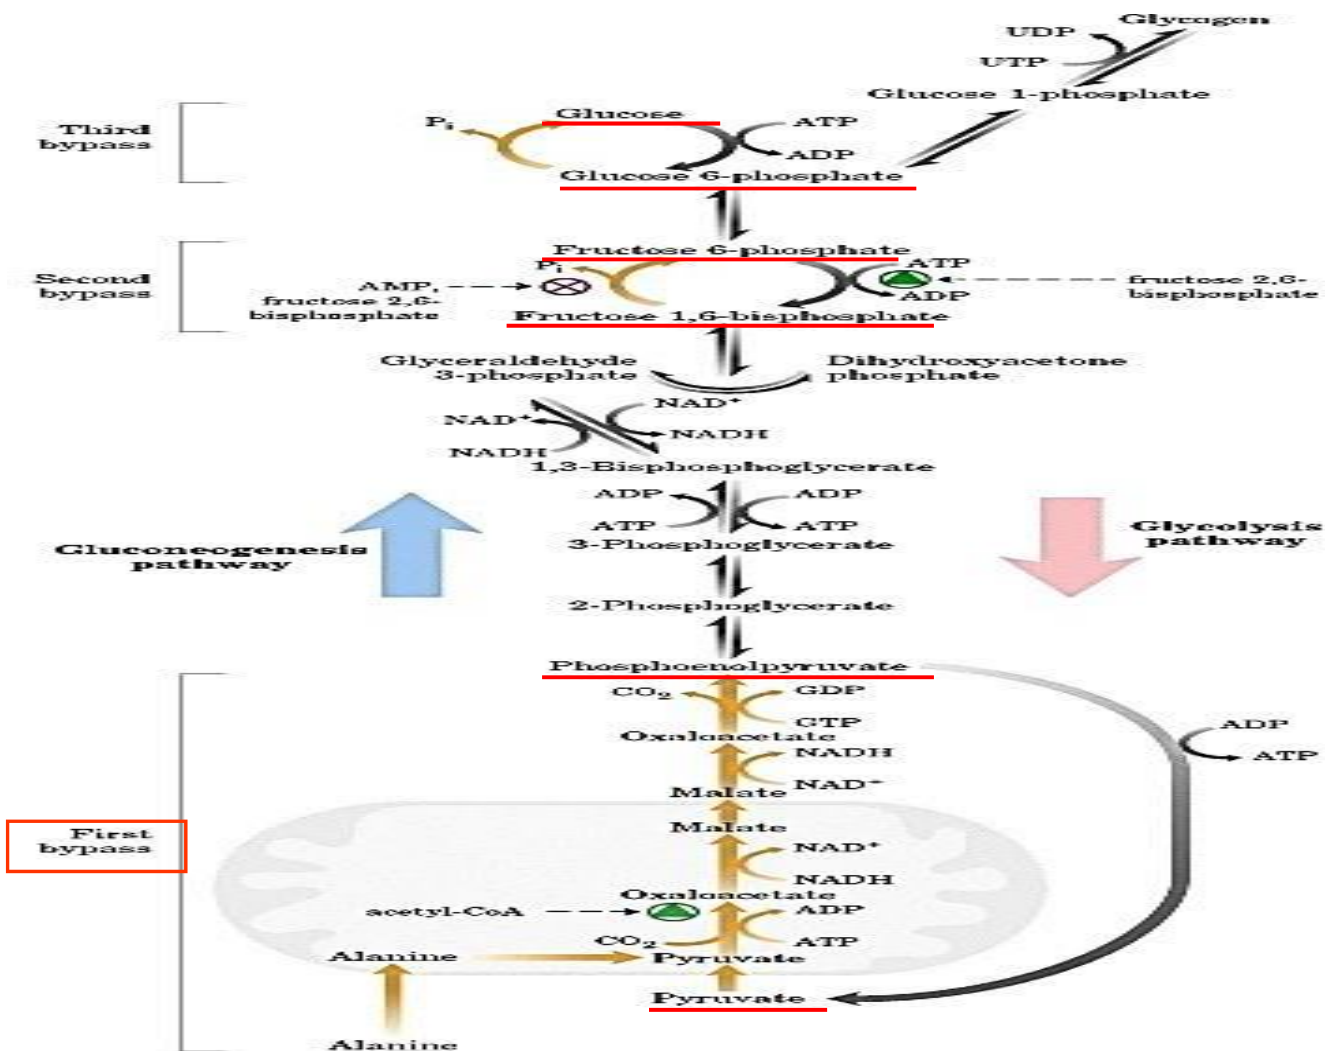 Glycogen
UDP
UTP
Glucose 1-phosphate
Third
bypass
Pi
Glucose
ATP
ADP
Glucose 6-phosphate
Second
bypass
Fructose 6-phosphate
Pi
ATP
ADP
AMP,
fructose 2,6-
bisphosphate
fructose 2,6-
bisphosphate
Fructose 1,6-bisphosphate
Glyceraldehyde
3-phosphate
Dihydroxyacetone
phosphate
NAD+
NADH
NAD+
NADH
1,3-Bisphosphoglycerate
ADP
ATP
ADP
ATP
3-Phosphoglycerate
Gluconeogenesis
pathway
Glycolysis
pathway
2-Phosphoglycerate
Phosphoenolpyruvate
CO2
GDP
GTP
ADP
ATP
Oxaloacetate
NADH
NAD+
Malate
First
bypass
Malate
NAD+
NADH
Oxaloacetate
acetyl-CoA
ADP
CO2
ATP
Alanine
Pyruvate
Pyruvate
Alanine